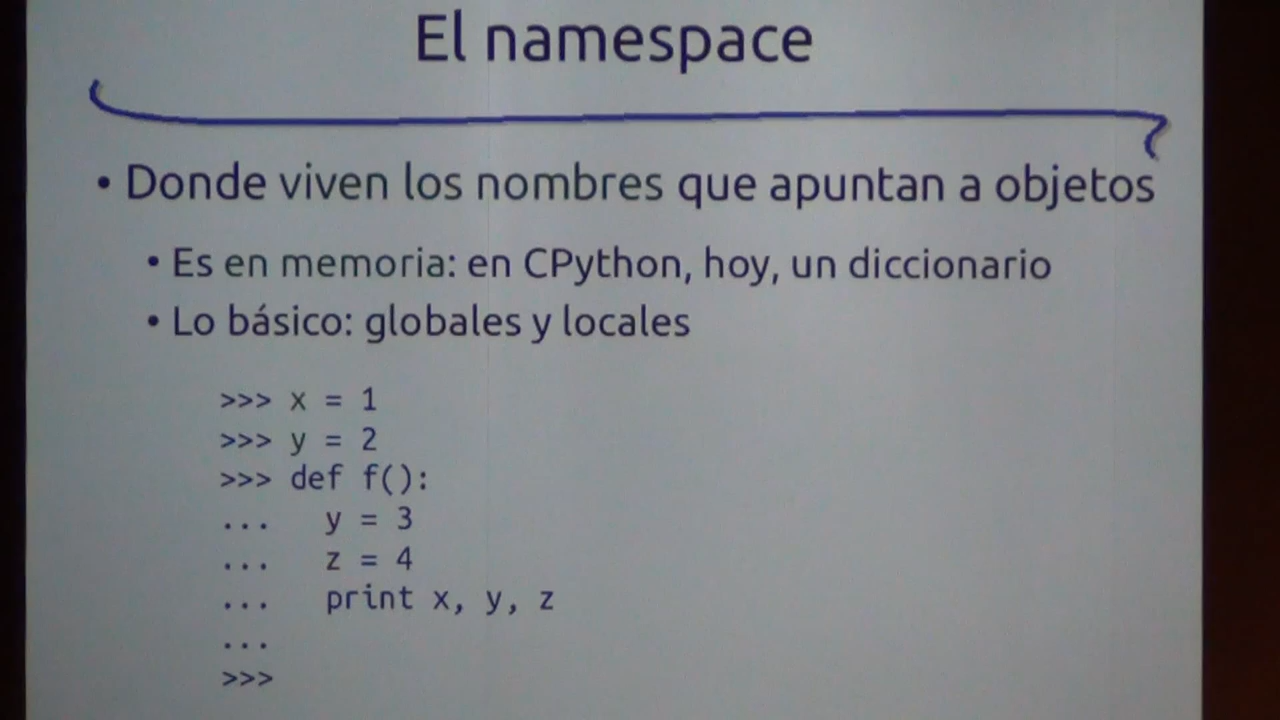 El namespace
• Donde viven los nombres que apuntan a objetos
• Es en memoria: en CPython, hoy, un diccionario
• Lo básico: globales y locales
>>> x = 1
>>> y = 2
>>> def f():
...   y = 3
...   z = 4
...   print x, y, z
...
>>>